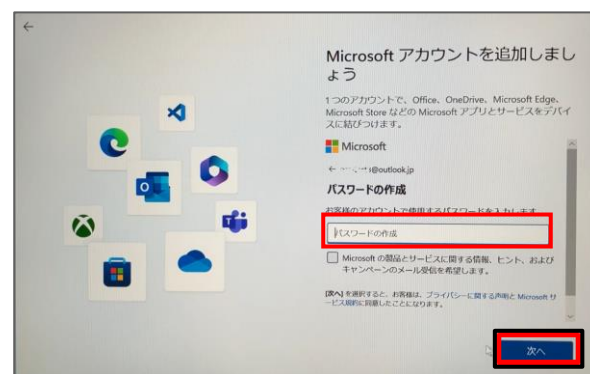 Microsoft アカウントを追加しまし
ょう
1つのアカウントで、Office、OneDrive、Microsoft Edge、
Microsoft Store などの Microsoft アプリとサービスをデバイ
スに結びつけます。
Microsoft
@outlook.jp
パスワードの作成
お客様のアカウントで使用するパスワードを入力します。
パスワードの作成
Microsoft の製品とサービスに関する情報、ヒント、および
キャンペーンのメール受信を希望します。
[次へ] を選択すると、お客様は、プライバシーに関する声明と Microsoft サ
ービス規約に同意したことになります。
次へ